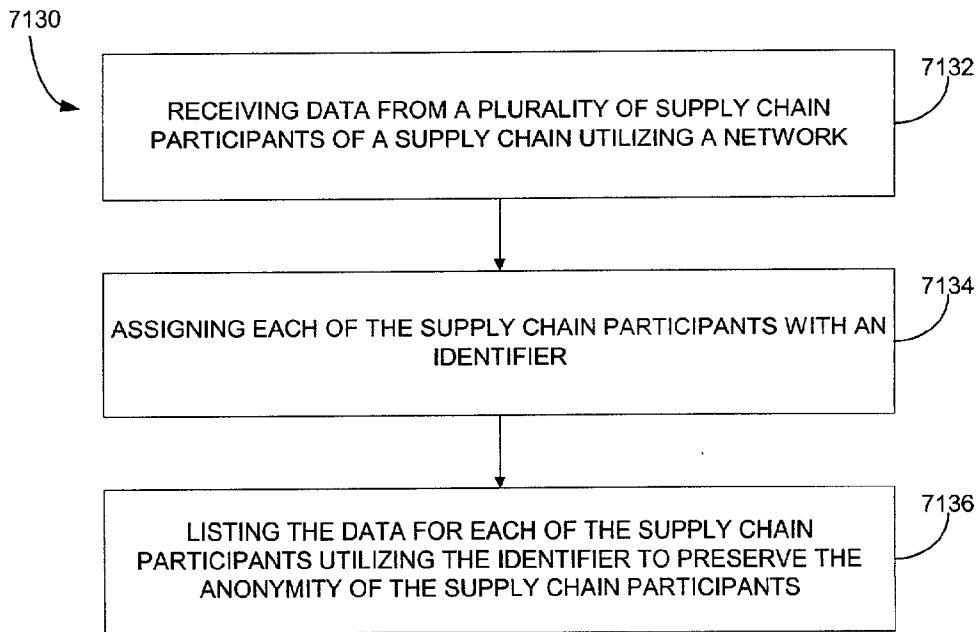 7130
7132
RECEIVING DATA FROM A PLURALITY OF SUPPLY CHAIN
PARTICIPANTS OF A SUPPLY CHAIN UTILIZING A NETWORK
7134
ASSIGNING EACH OF THE SUPPLY CHAIN PARTICIPANTS WITH AN
IDENTIFIER
7136
LISTING THE DATA FOR EACH OF THE SUPPLY CHAIN
PARTICIPANTS UTILIZING THE IDENTIFIER TO PRESERVE THE
ANONYMITY OF THE SUPPLY CHAIN PARTICIPANTS